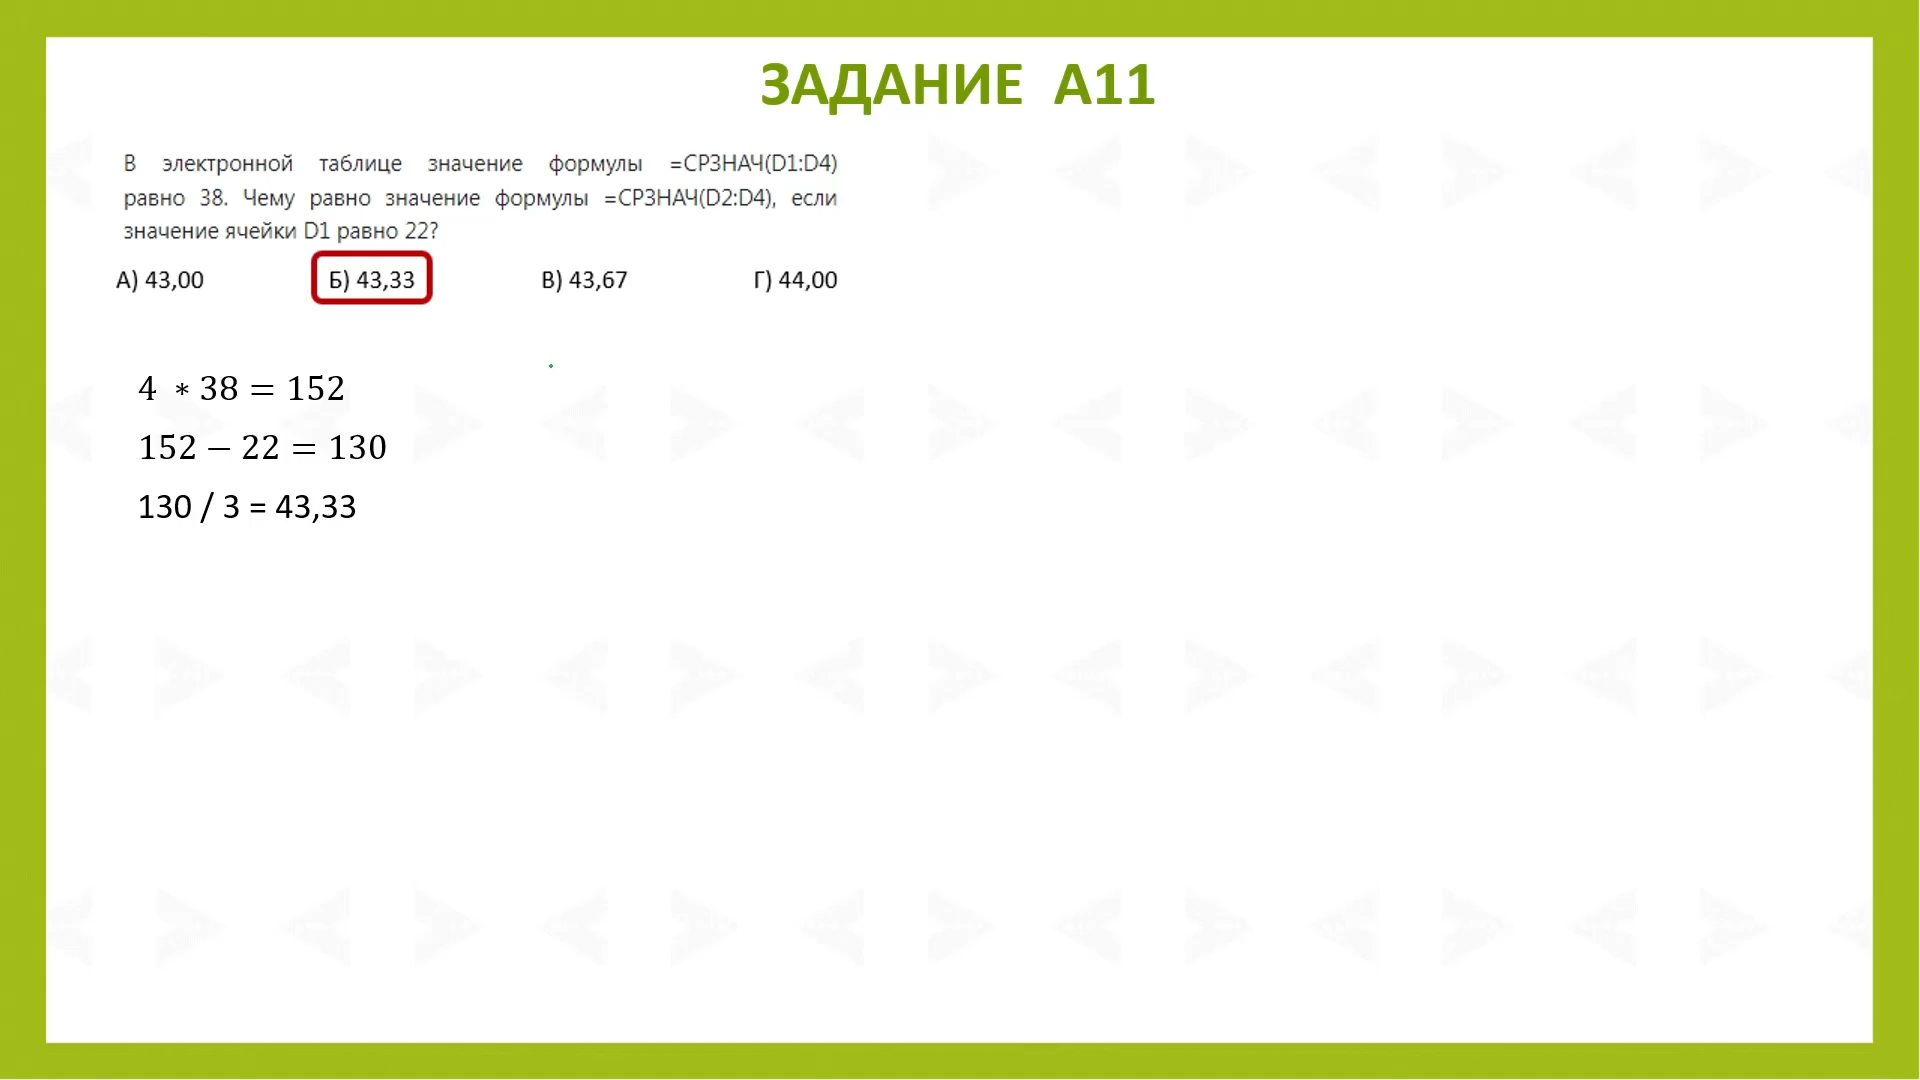 ЗАДАНИЕ А11
В электронной таблице значение формулы =СРЗНАЧ(D1:D4)
равно 38. Чему равно значение формулы =СРЗНАЧ(D2:D4), если
значение ячейки D1 равно 22?
А) 43,00 Б) 43,33 В) 43,67 Г) 44,00
4 ∗ 38 = 152
152 − 22 = 130
130 / 3 = 43,33